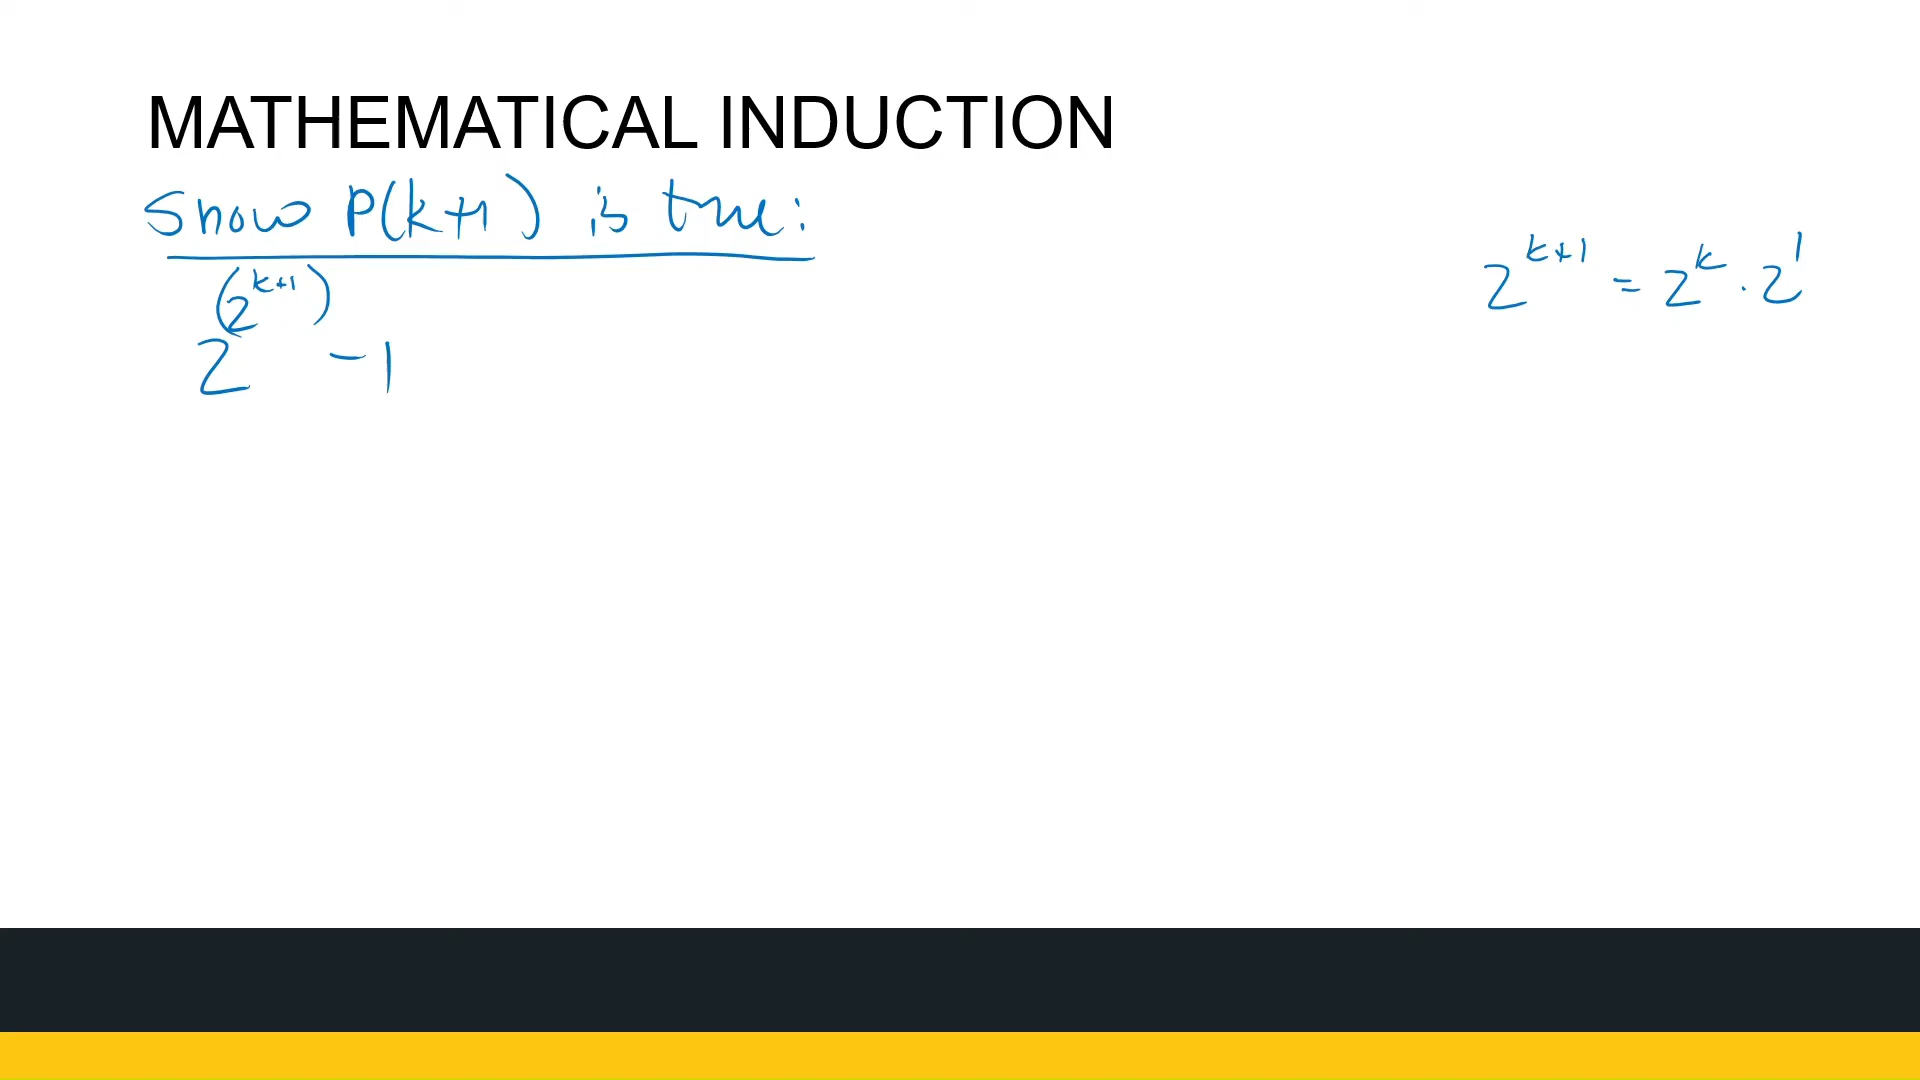 MATHEMATICAL INDUCTION
Show P(k+1) is true:
2^(2^{k+1}) - 1
2^{k+1} = 2^k · 2^1